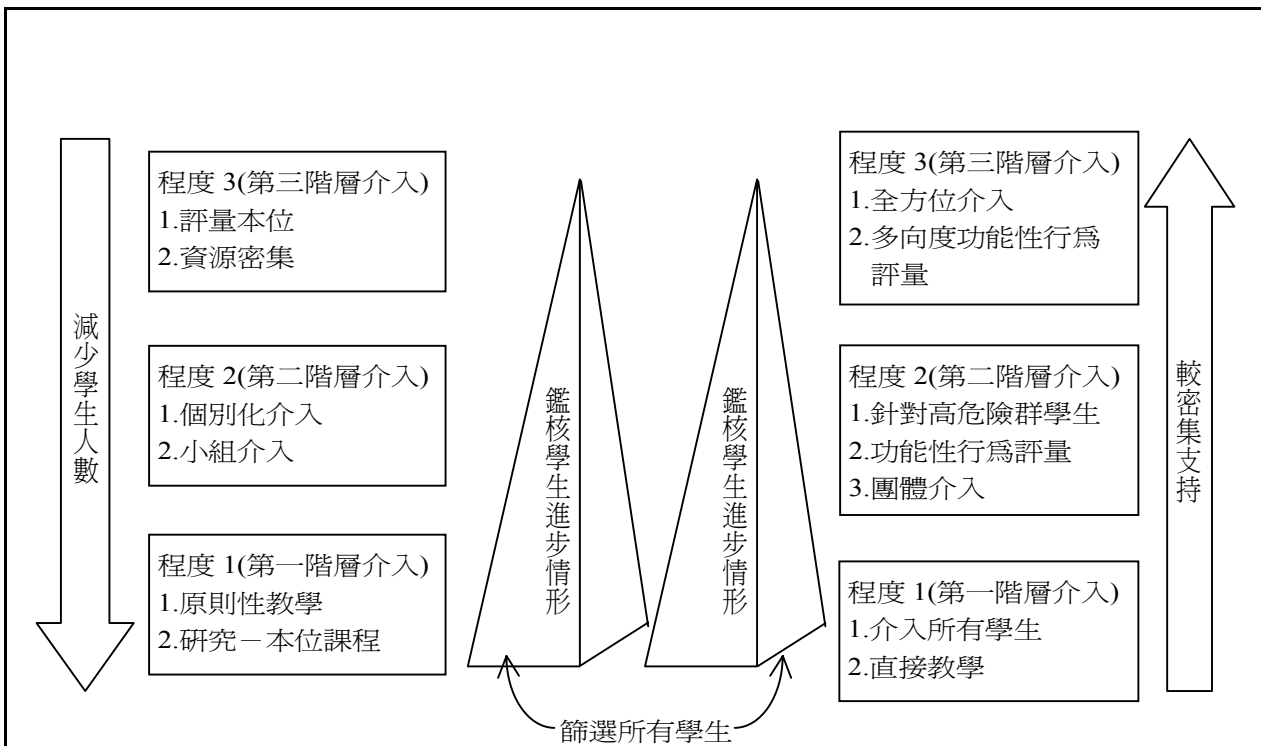 減少學生人數
程度 3(第三階層介入)
1.評量本位
2.資源密集
程度 2(第二階層介入)
1.個別化介入
2.小組介入
程度 1(第一階層介入)
1.原則性教學
2.研究－本位課程
鑑核學生進步情形
鑑核學生進步情形
程度 3(第三階層介入)
1.全方位介入
2.多向度功能性行為
評量
程度 2(第二階層介入)
1.針對高危險群學生
2.功能性行為評量
3.團體介入
程度 1(第一階層介入)
1.介入所有學生
2.直接教學
較密集支持
篩選所有學生